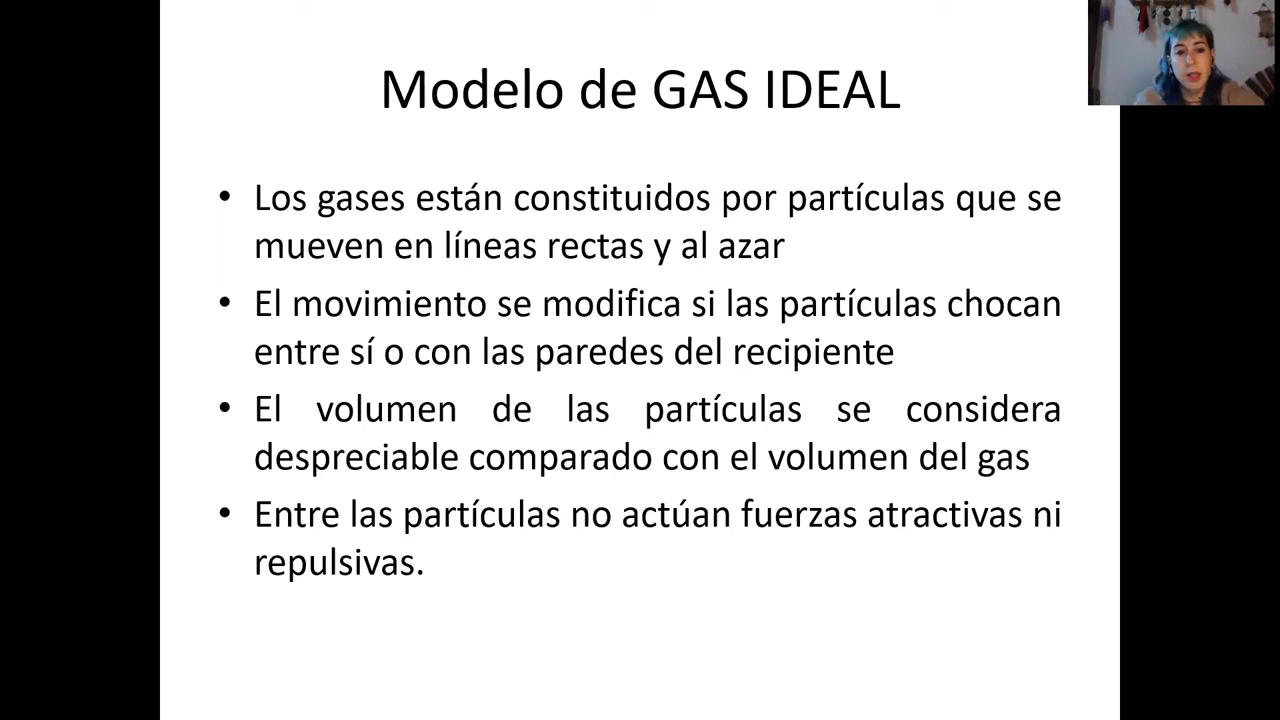 Modelo de GAS IDEAL
• Los gases están constituidos por partículas que se
mueven en líneas rectas y al azar
• El movimiento se modifica si las partículas chocan
entre sí o con las paredes del recipiente
• El volumen de las partículas se considera
despreciable comparado con el volumen del gas
• Entre las partículas no actúan fuerzas atractivas ni
repulsivas.